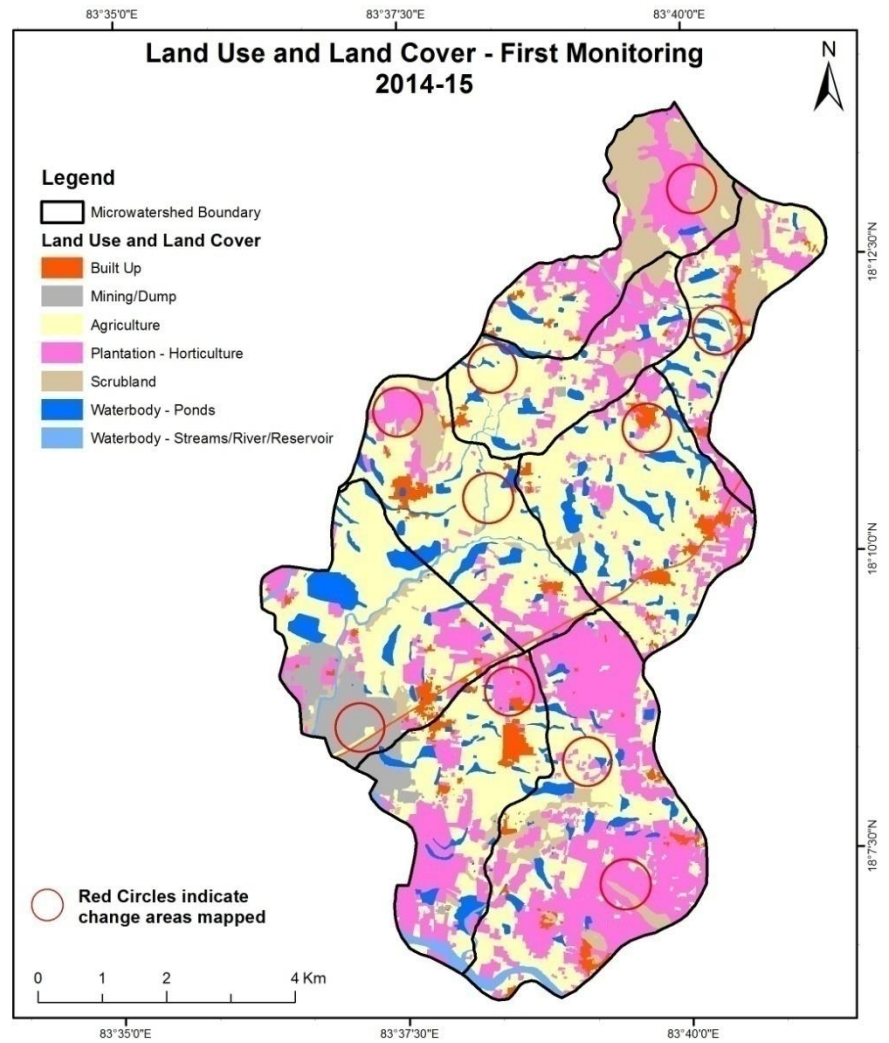 83°35'0"E 83°37'30"E 83°40'0"E
Land Use and Land Cover - First Monitoring
2014-15
N
Legend
Microwatershed Boundary
Land Use and Land Cover
Built Up
Mining/Dump
Agriculture
Plantation - Horticulture
Scrubland
Waterbody - Ponds
Waterbody - Streams/River/Reservoir
18°12'30"N
18°10'0"N
18°7'30"N
Red Circles indicate
change areas mapped
0 1 2 4 Km
83°35'0"E 83°37'30"E 83°40'0"E